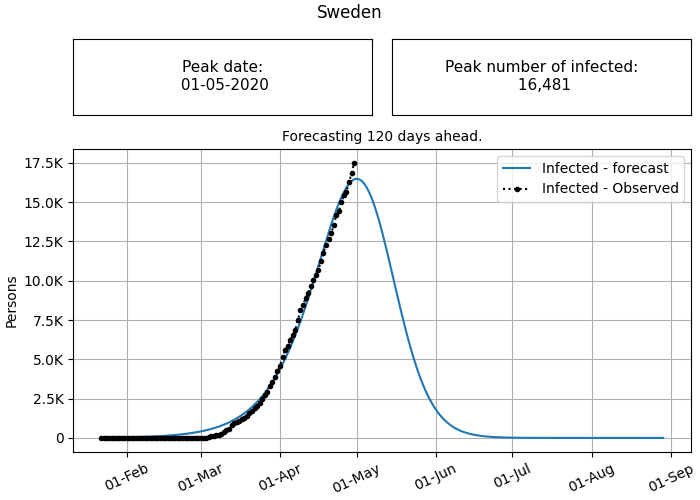 Sweden
Peak date:
01-05-2020
Peak number of infected:
16,481
Forecasting 120 days ahead.
Infected - forecast
Infected - Observed
Persons
17.5K
15.0K
12.5K
10.0K
7.5K
5.0K
2.5K
0
01-Feb
01-Mar
01-Apr
01-May
01-Jun
01-Jul
01-Aug
01-Sep